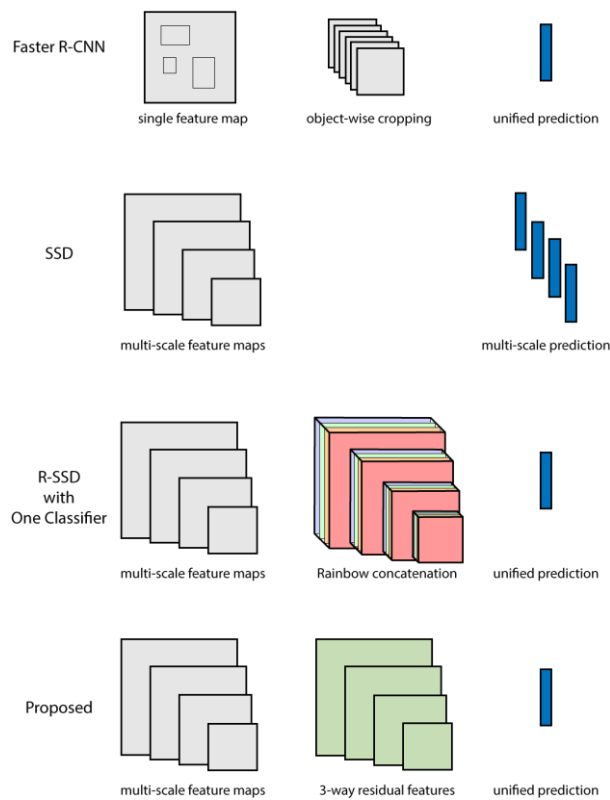 Faster R-CNN
single feature map
object-wise cropping
unified prediction
SSD
multi-scale feature maps
multi-scale prediction
R-SSD
with
One Classifier
multi-scale feature maps
Rainbow concatenation
unified prediction
Proposed
multi-scale feature maps
3-way residual features
unified prediction